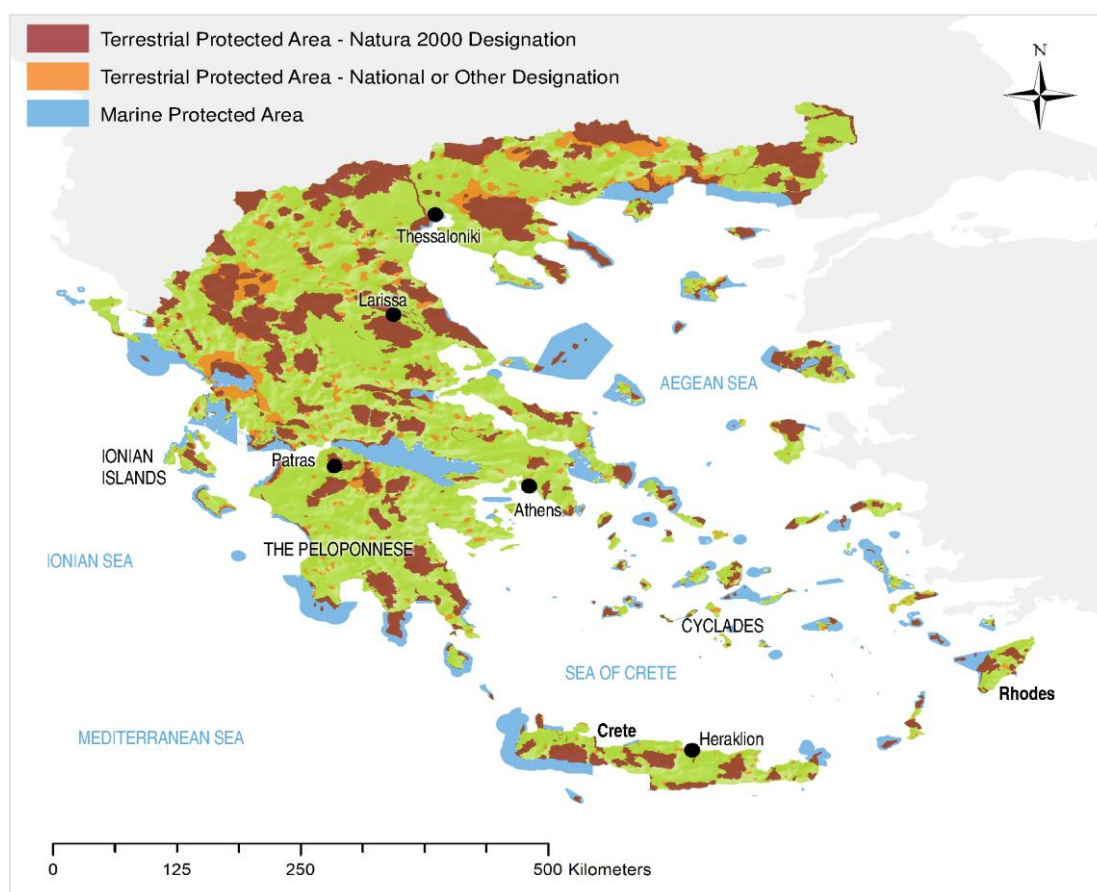 Terrestrial Protected Area - Natura 2000 Designation
Terrestrial Protected Area - National or Other Designation
Marine Protected Area
N
Thessaloniki
Larissa
AEGEAN SEA
IONIAN
ISLANDS
Patras
Athens
IONIAN SEA
THE PELOPONNESE
CYCLADES
SEA OF CRETE
Rhodes
MEDITERRANEAN SEA
Crete
Heraklion
0 125 250 500 Kilometers